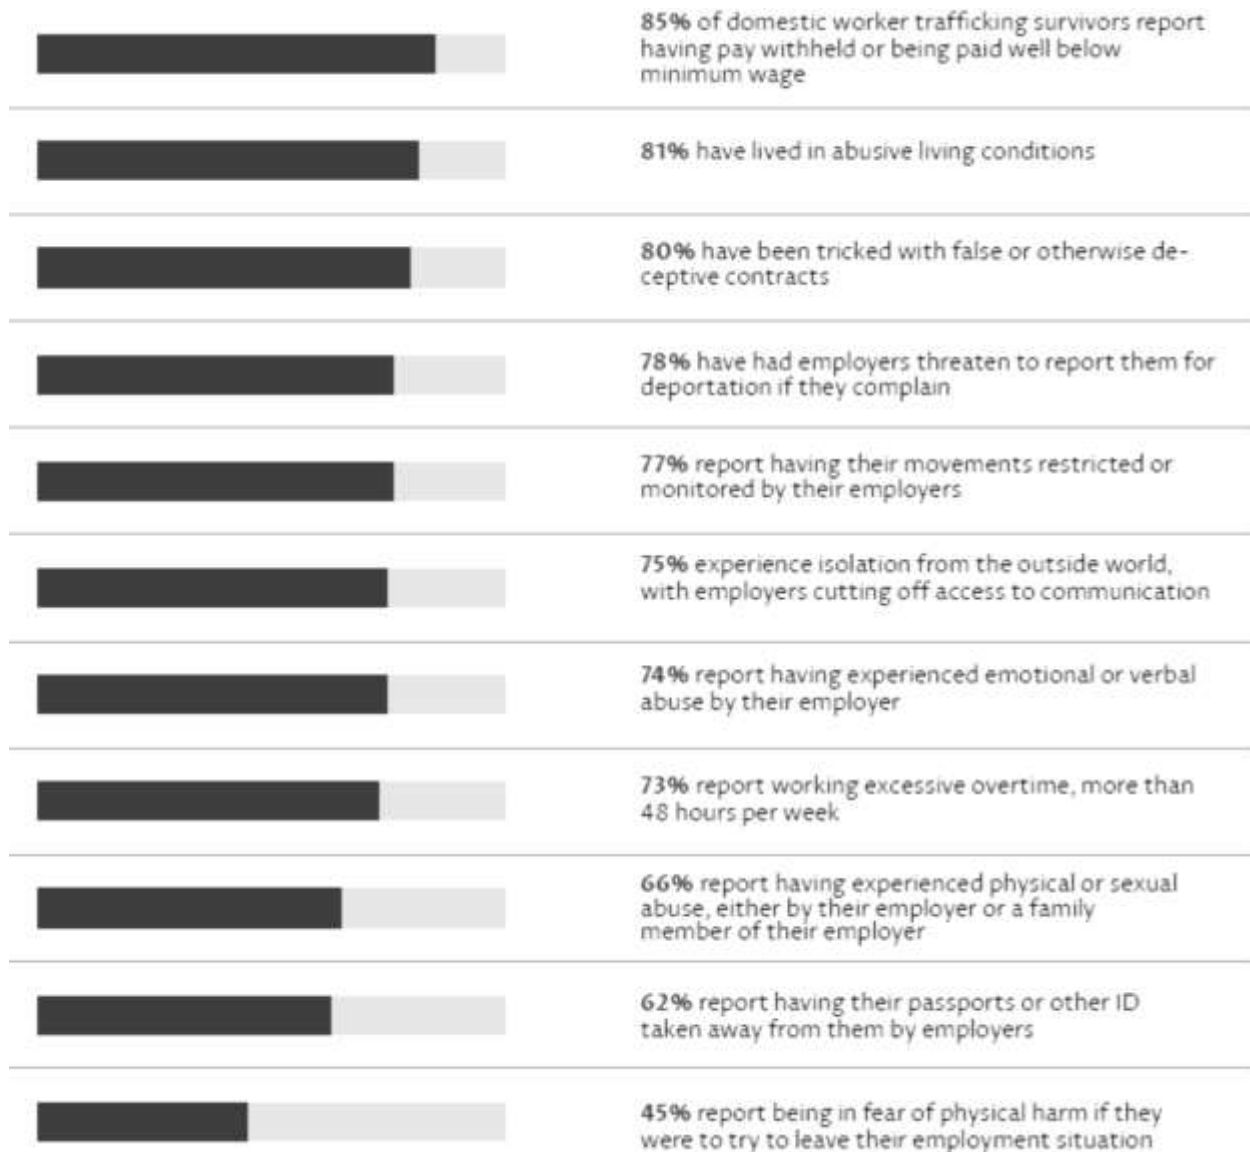 85% of domestic worker trafficking survivors report
having pay withheld or being paid well below
minimum wage
81% have lived in abusive living conditions
80% have been tricked with false or otherwise de-
ceptive contracts
78% have had employers threaten to report them for
deportation if they complain
77% report having their movements restricted or
monitored by their employers
75% experience isolation from the outside world,
with employers cutting off access to communication
74% report having experienced emotional or verbal
abuse by their employer
73% report working excessive overtime, more than
48 hours per week
66% report having experienced physical or sexual
abuse, either by their employer or a family
member of their employer
62% report having their passports or other ID
taken away from them by employers
45% report being in fear of physical harm if they
were to try to leave their employment situation